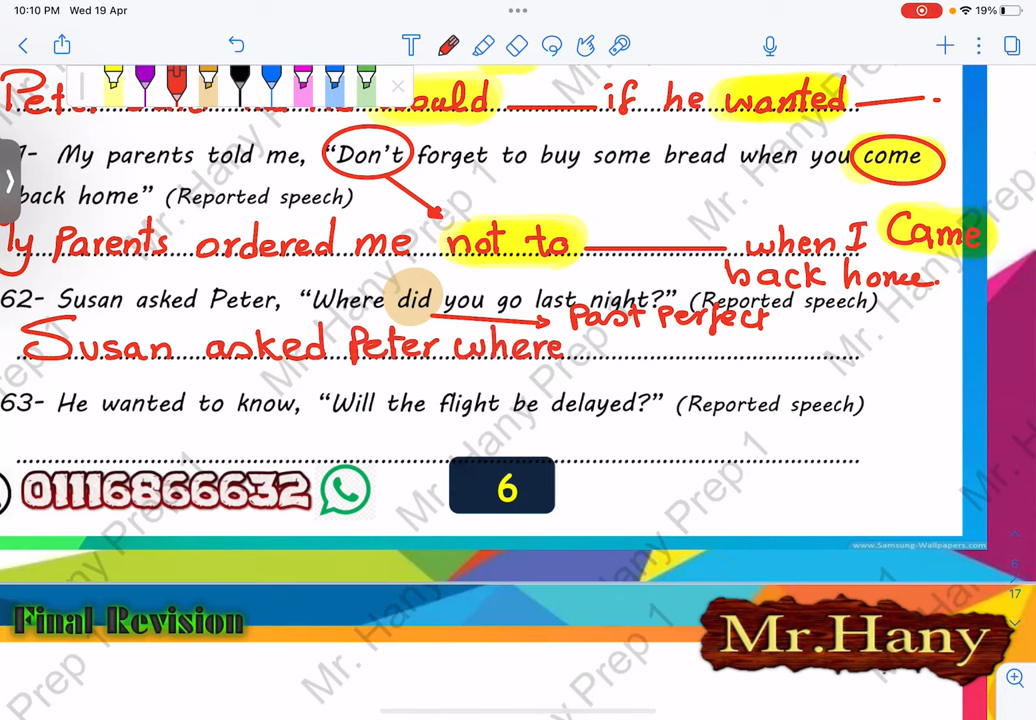 10:10 PM Wed 19 Apr
19%
if he wanted
My parents told me, "Don't forget to buy some bread when you come
back home" (Reported speech)
Parents ordered me not to when I Came
back home.
62- Susan asked Peter, "Where did you go last night?" (Reported speech)
Past Perfect
Susan asked Peter where
63- He wanted to know, "Will the flight be delayed?" (Reported speech)
01116866632
6
www.Samsung-Wallpapers.com
6
17
Final Revision
Mr.Hany
Mr. Hany Prep 1